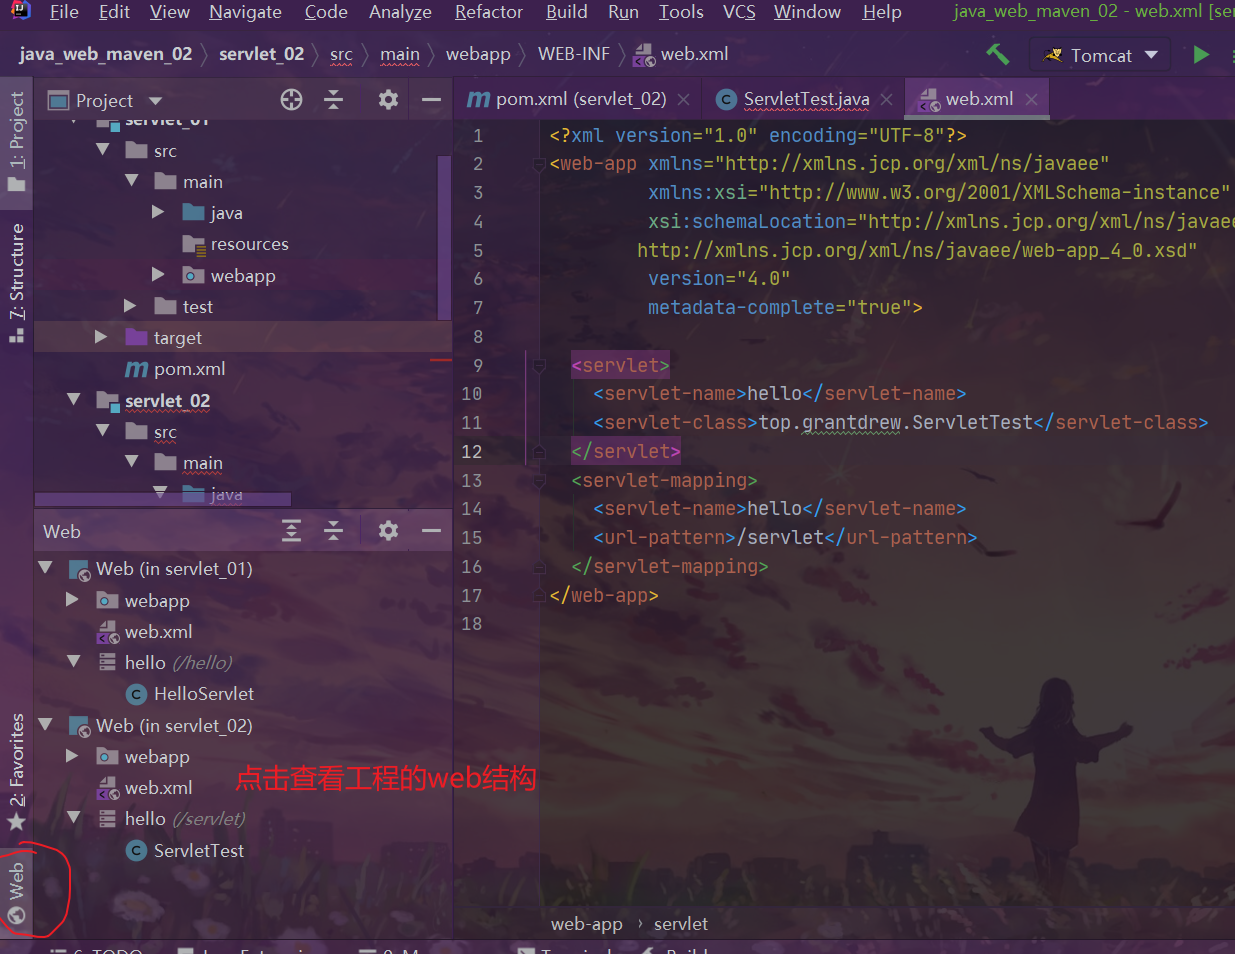 File Edit View Navigate Code Analyze Refactor Build Run Tools VCS Window Help java_web_maven_02 - web.xml [se
java_web_maven_02 servlet_02 src main webapp WEB-INF web.xml Tomcat
1: Project
7: Structure
2: Favorites
Web
Project
servlet_01
src
main
java
resources
webapp
test
target
pom.xml
servlet_02
src
main
java
Web
Web (in servlet_01)
webapp
web.xml
hello (/hello)
HelloServlet
Web (in servlet_02)
webapp
web.xml
hello (/servlet)
ServletTest
点击查看工程的web结构
pom.xml (servlet_02) ServletTest.java web.xml
1 <?xml version="1.0" encoding="UTF-8"?>
2 <web-app xmlns="http://xmlns.jcp.org/xml/ns/javaee"
3 xmlns:xsi="http://www.w3.org/2001/XMLSchema-instance"
4 xsi:schemaLocation="http://xmlns.jcp.org/xml/ns/javaee
5 http://xmlns.jcp.org/xml/ns/javaee/web-app_4_0.xsd"
6 version="4.0"
7 metadata-complete="true">
8
9 <servlet>
10 <servlet-name>hello</servlet-name>
11 <servlet-class>top.grantdrew.ServletTest</servlet-class>
12 </servlet>
13 <servlet-mapping>
14 <servlet-name>hello</servlet-name>
15 <url-pattern>/servlet</url-pattern>
16 </servlet-mapping>
17 </web-app>
18
web-app › servlet
6: TODO
Terminal
Build